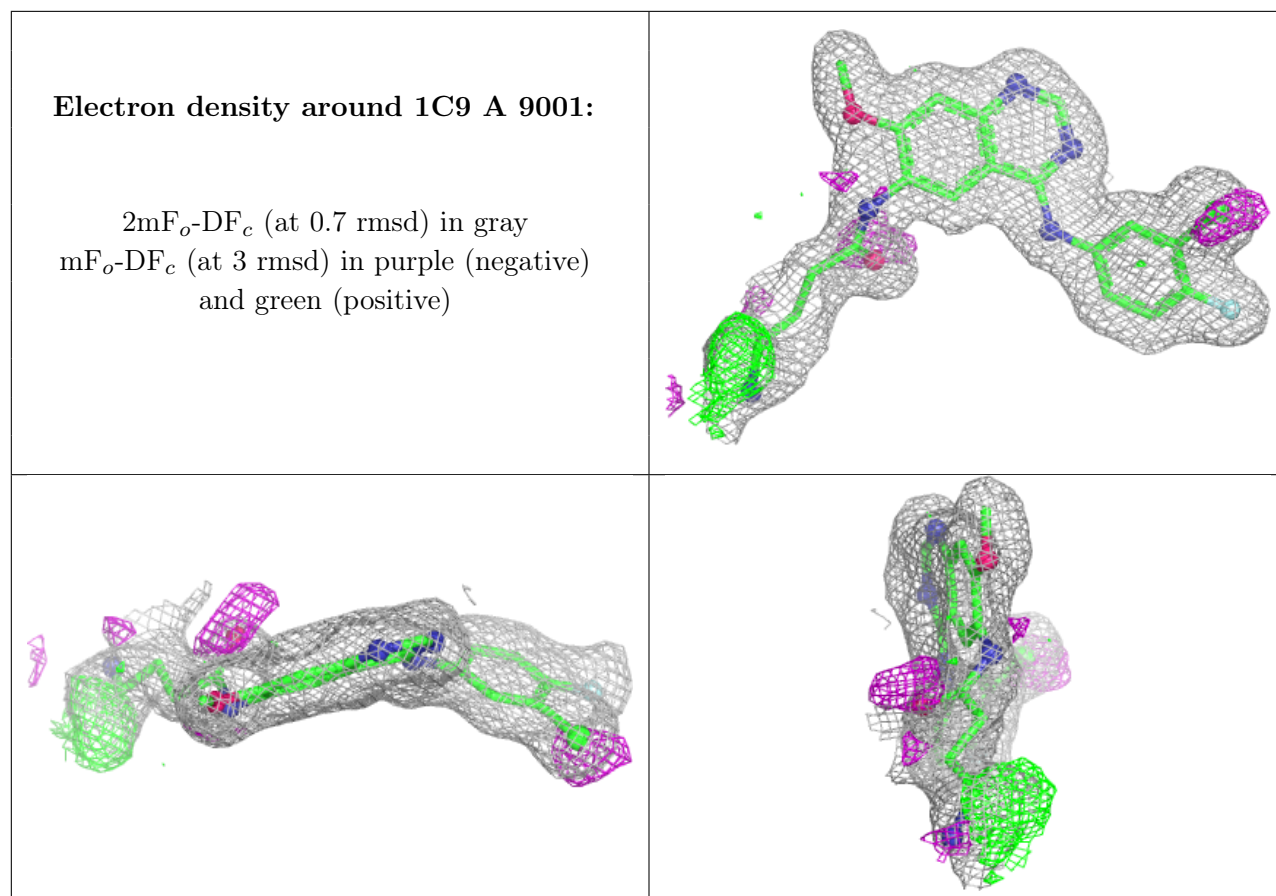 Electron density around 1C9 A 9001:
2mFₒ-DF𝒸 (at 0.7 rmsd) in gray
mFₒ-DF𝒸 (at 3 rmsd) in purple (negative)
and green (positive)